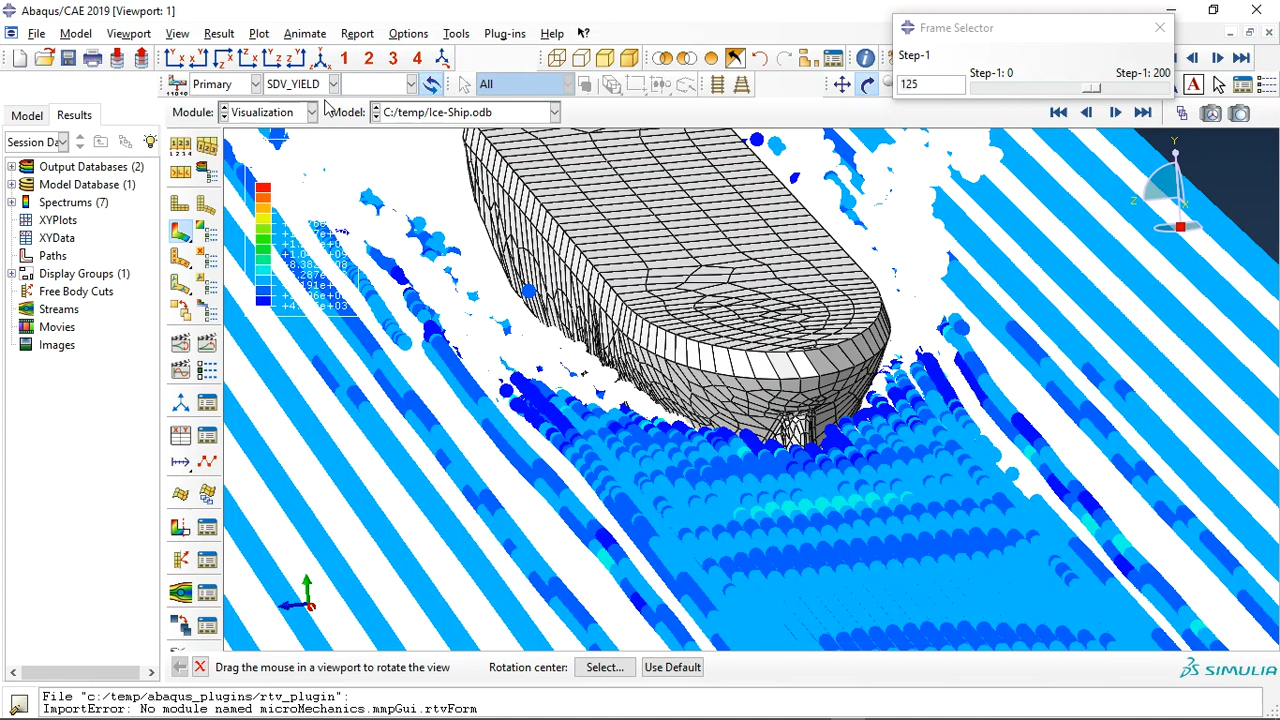 Abaqus/CAE 2019 [Viewport: 1]
File Model Viewport View Result Plot Animate Report Options Tools Plug-ins Help
1 2 3 4
Primary SDV_YIELD All
Frame Selector
Step-1
125 Step-1: 0 Step-1: 200
Module: Visualization Model: C:/temp/Ice-Ship.odb
Model Results
Session Da
Output Databases (2)
Model Database (1)
Spectrums (7)
XYPlots
XYData
Paths
Display Groups (1)
Free Body Cuts
Streams
Movies
Images
Y
Z
X
Drag the mouse in a viewport to rotate the view Rotation center: Select... Use Default
SIMULIA
File "c:/temp/abaqus_plugins/rtv_plugin":
ImportError: No module named microMechanics.mmpGui.rtvForm